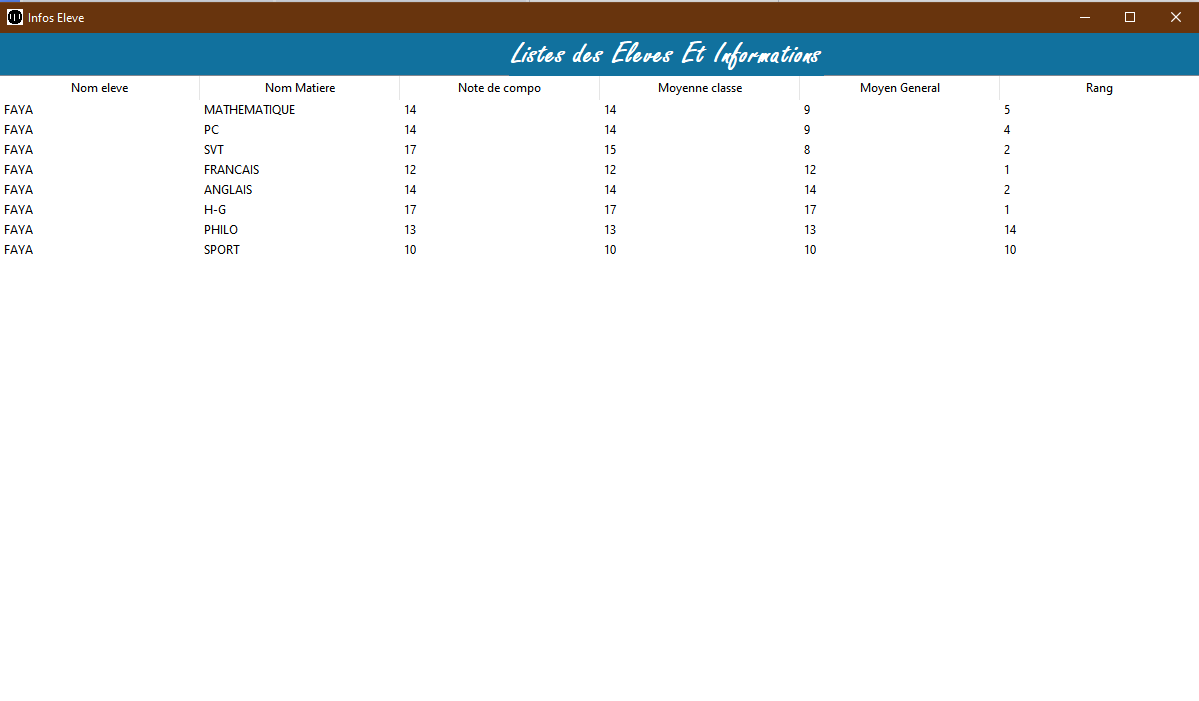 Infos Eleve
Listes des Eleves Et Informations
Nom eleve Nom Matiere Note de compo Moyenne classe Moyen General Rang
FAYA MATHEMATIQUE 14 14 9 5
FAYA PC 14 14 9 4
FAYA SVT 17 15 8 2
FAYA FRANCAIS 12 12 12 1
FAYA ANGLAIS 14 14 14 2
FAYA H-G 17 17 17 1
FAYA PHILO 13 13 13 14
FAYA SPORT 10 10 10 10